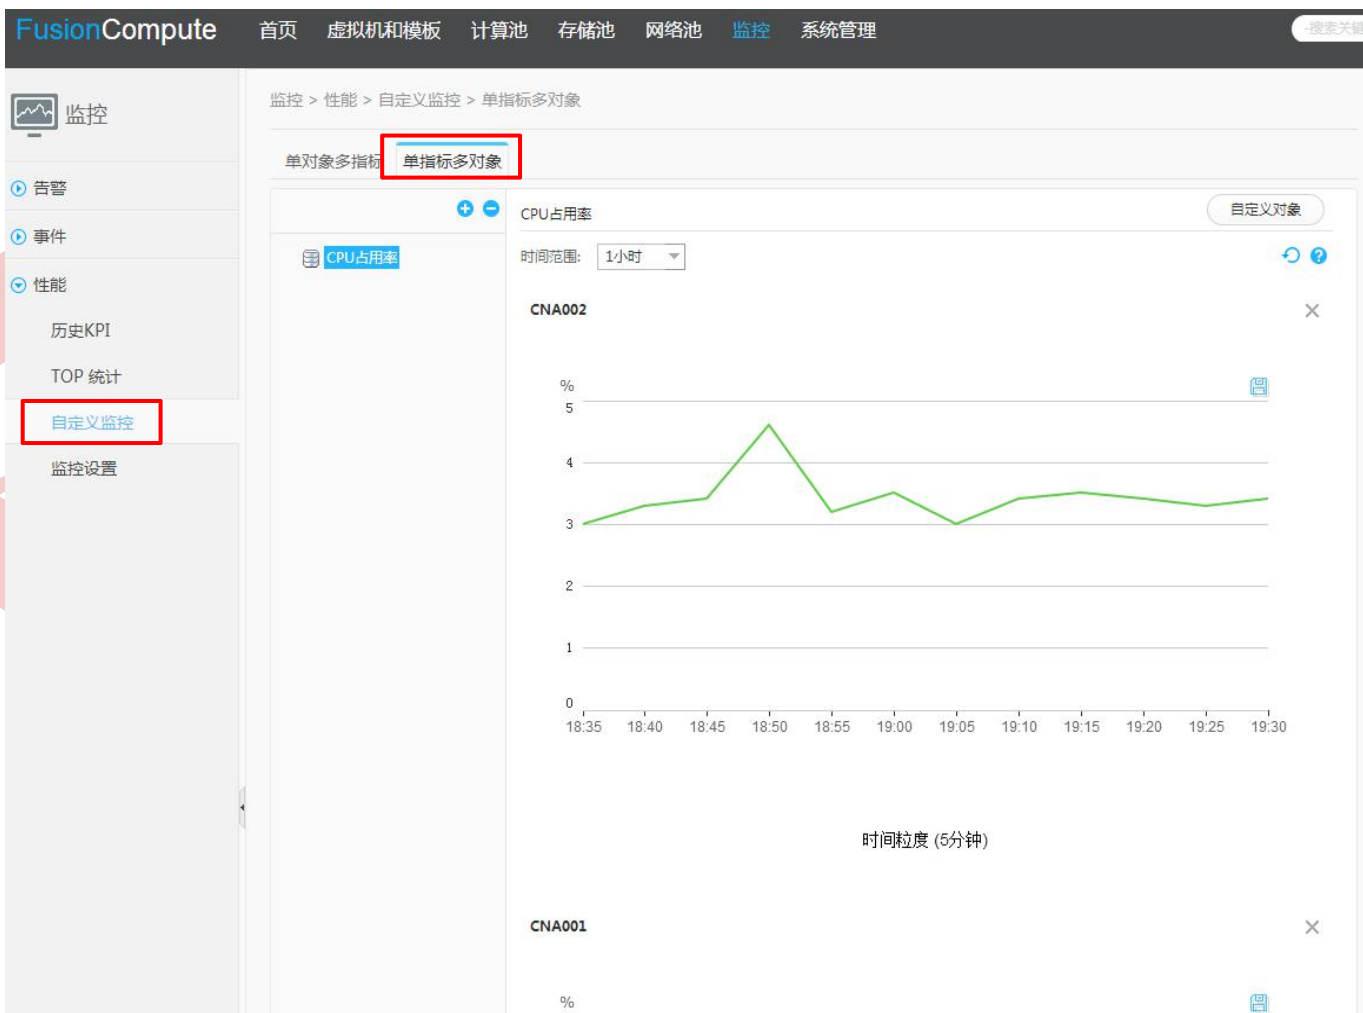 FusionCompute 首页 虚拟机和模板 计算池 存储池 网络池 监控 系统管理 -搜索关键
监控
监控 > 性能 > 自定义监控 > 单指标多对象
单对象多指标 单指标多对象
告警
事件
性能
历史KPI
TOP 统计
自定义监控
监控设置
CPU占用率
CPU占用率 自定义对象
时间范围: 1小时
CNA002
%
5
4
3
2
1
0
18:35 18:40 18:45 18:50 18:55 19:00 19:05 19:10 19:15 19:20 19:25 19:30
时间粒度 (5分钟)
CNA001
%